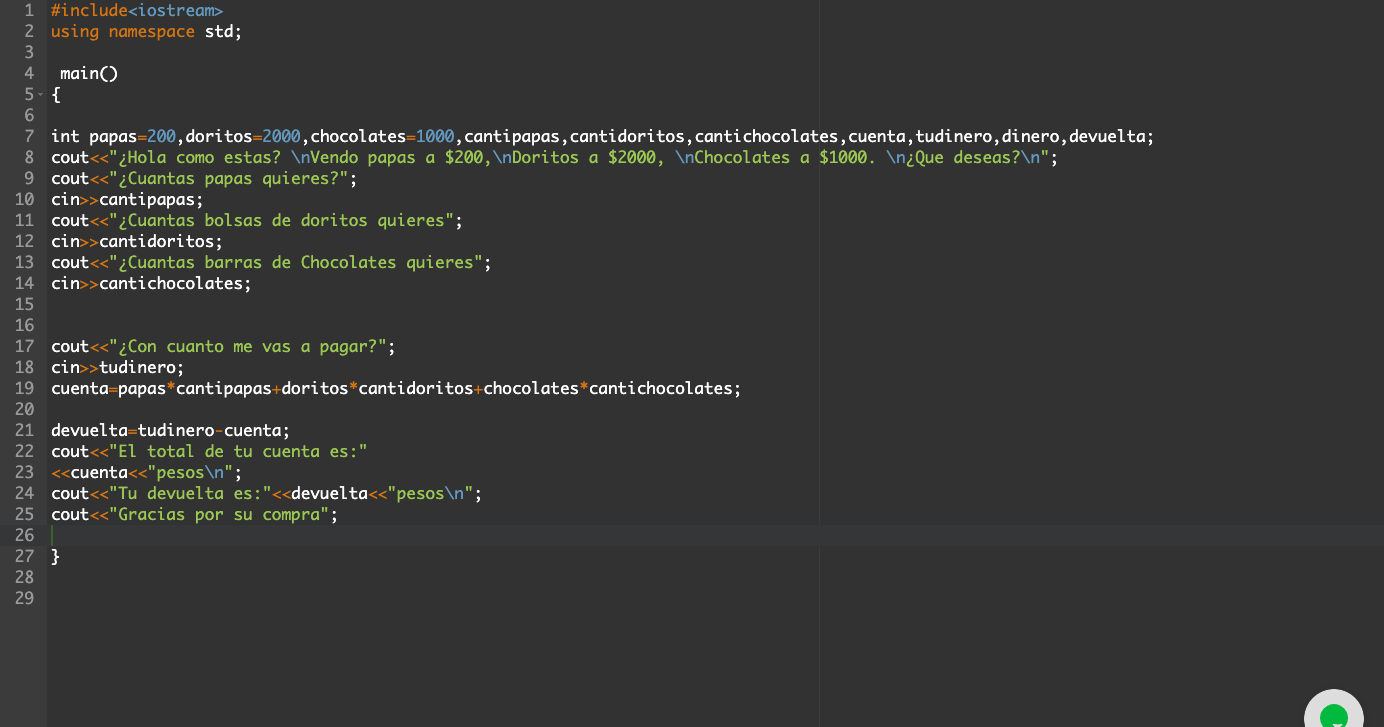 1 #include<iostream>
2 using namespace std;
3
4  main()
5 {
6
7 int papas=200,doritos=2000,chocolates=1000,cantipapas,cantidoritos,cantichocolates,cuenta,tudinero,dinero,devuelta;
8 cout<<"¿Hola como estas? \nVendo papas a $200,\nDoritos a $2000, \nChocolates a $1000. \n¿Que deseas?\n";
9 cout<<"¿Cuantas papas quieres?";
10 cin>>cantipapas;
11 cout<<"¿Cuantas bolsas de doritos quieres";
12 cin>>cantidoritos;
13 cout<<"¿Cuantas barras de Chocolates quieres";
14 cin>>cantichocolates;
15
16
17 cout<<"¿Con cuanto me vas a pagar?";
18 cin>>tudinero;
19 cuenta=papas*cantipapas+doritos*cantidoritos+chocolates*cantichocolates;
20
21 devuelta=tudinero-cuenta;
22 cout<<"El total de tu cuenta es:"
23 <<cuenta<<"pesos\n";
24 cout<<"Tu devuelta es:"<<devuelta<<"pesos\n";
25 cout<<"Gracias por su compra";
26
27 }
28
29